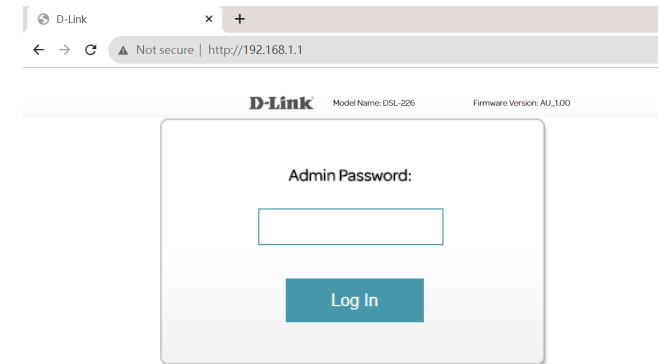 D-Link
Not secure | http://192.168.1.1
D-Link Model Name: DSL-226 Firmware Version: AU_1.00
Admin Password:
Log In